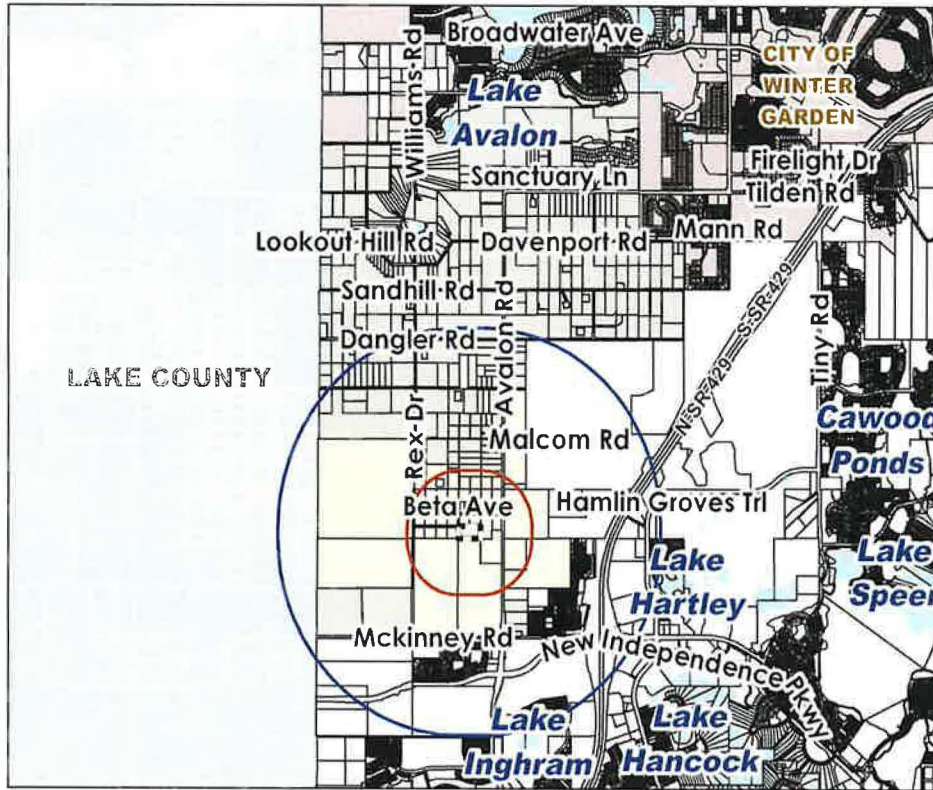 Broadwater Ave
Williams Rd
CITY OF
WINTER
GARDEN
Lake
Avalon
Firelight Dr
Sanctuary Ln
Tilden Rd
Mann Rd
Lookout Hill Rd
Davenport Rd
Sandhill Rd
Avalon Rd
N SR 429
S SR 429
Tiny Rd
Dangler Rd
LAKE COUNTY
Rex Dr
Malcom Rd
Cawood
Ponds
Beta Ave
Hamlin Groves Trl
Lake
Hartley
Lake
Speer
Mckinney Rd
New Independence Pkwy
Lake
Inghram
Lake
Hancock